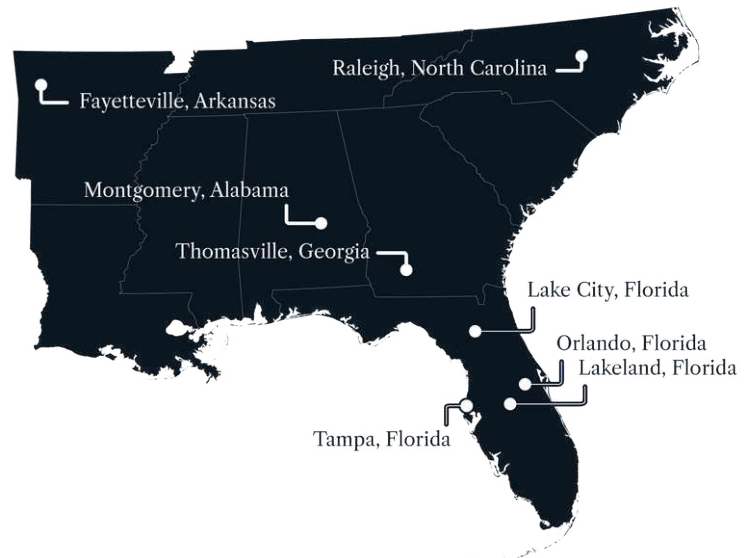 Raleigh, North Carolina
Fayetteville, Arkansas
Montgomery, Alabama
Thomasville, Georgia
Lake City, Florida
Orlando, Florida
Lakeland, Florida
Tampa, Florida